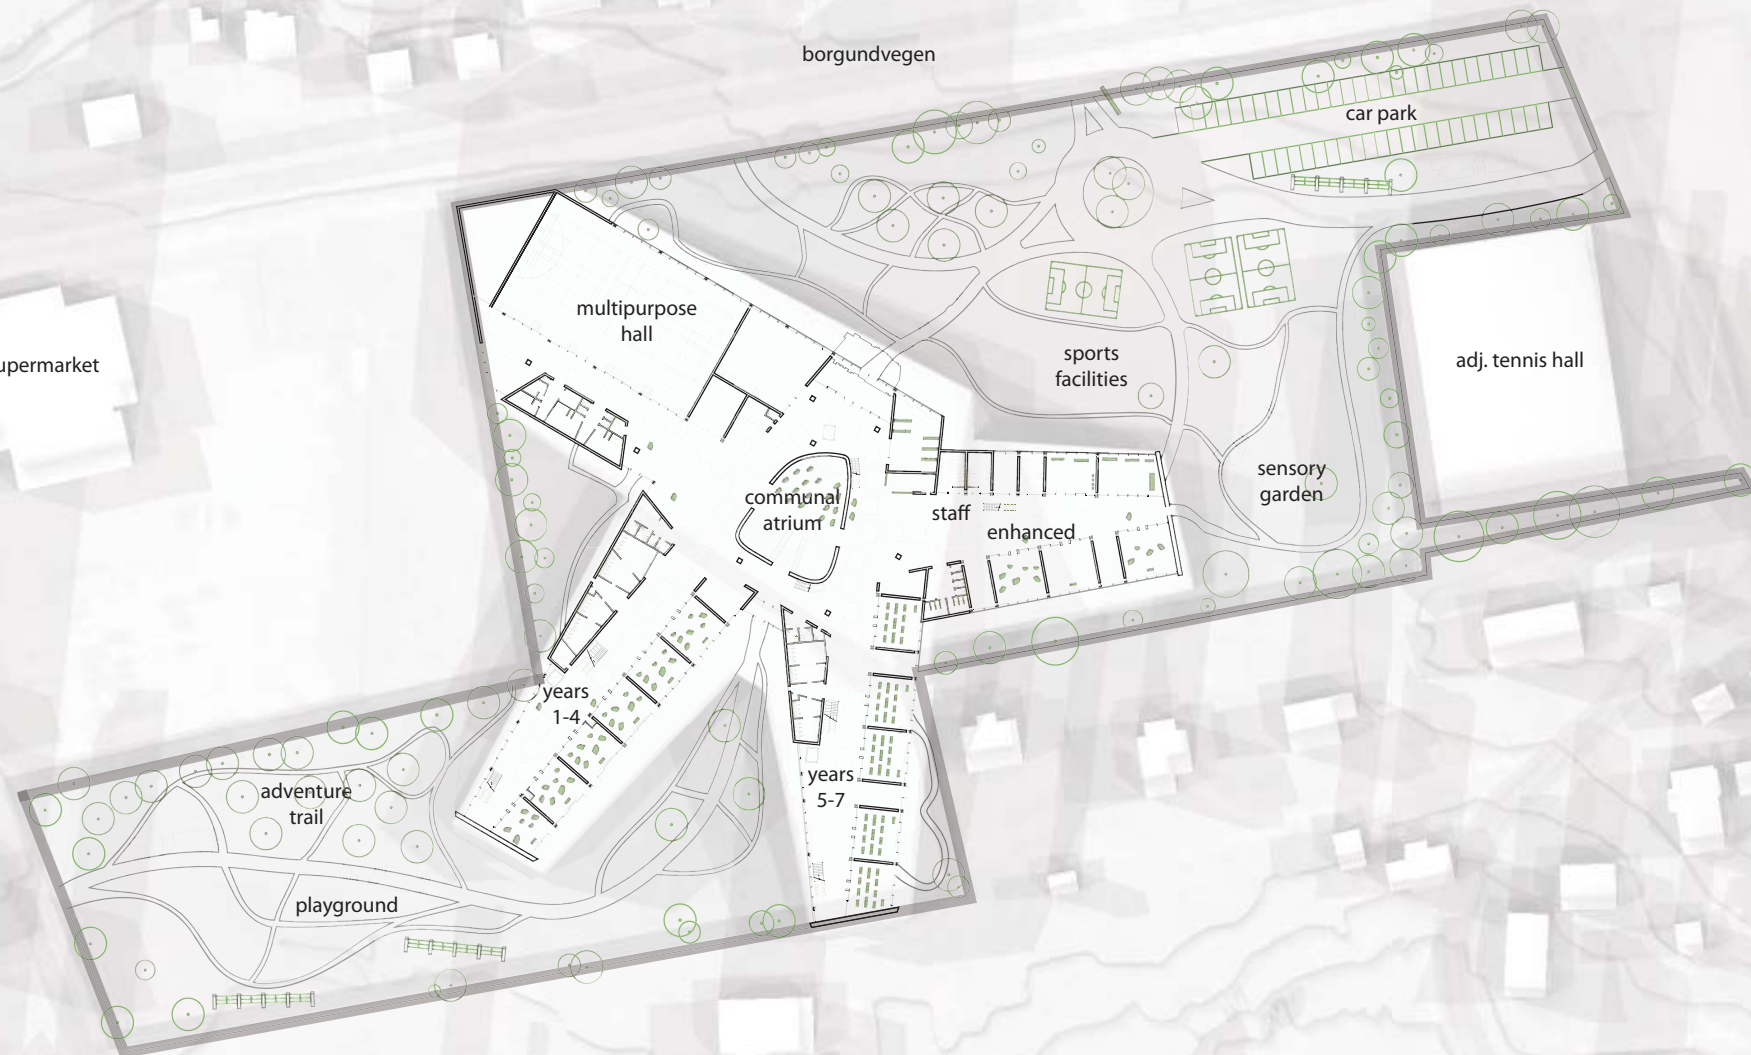 borgundvegen
car park
multipurpose
hall
upermarket
sports
facilities
adj. tennis hall
sensory
garden
communal
atrium
staff
enhanced
years
1-4
years
5-7
adventure
trail
playground